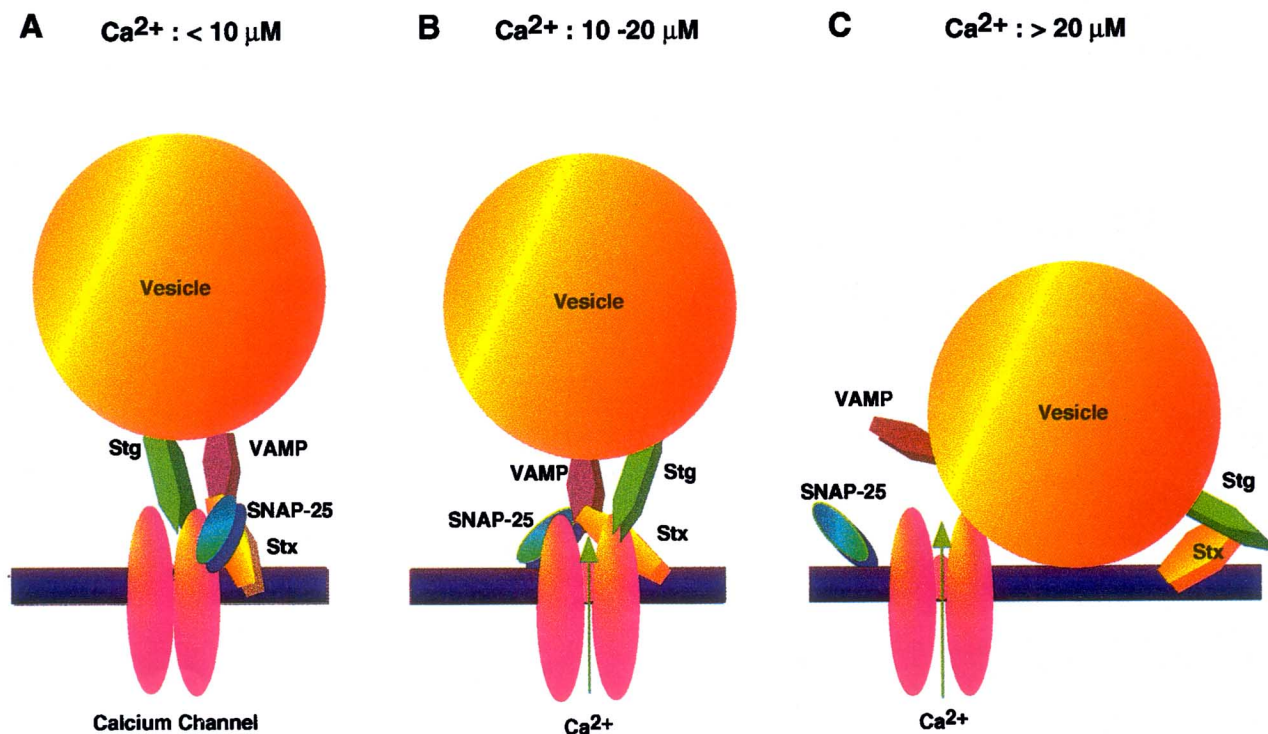 A Ca2+ : < 10 µM
Vesicle
Stg
VAMP
SNAP-25
Stx
Calcium Channel
B Ca2+ : 10 -20 µM
Vesicle
VAMP
Stg
SNAP-25
Stx
Ca2+
C Ca2+ : > 20 µM
VAMP
Vesicle
SNAP-25
Stg
Stx
Ca2+